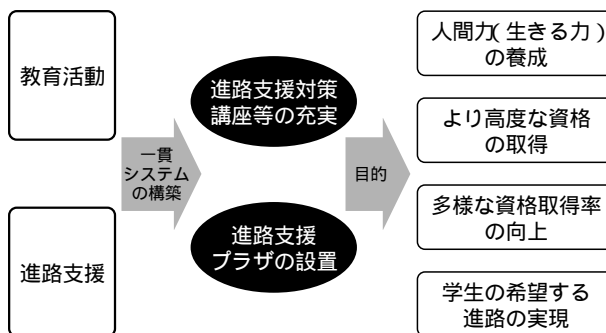 教育活動
進路支援
一貫
システム
の構築
進路支援対策
講座等の充実
進路支援
プラザの設置
目的
人間力(生きる力)
の養成
より高度な資格
の取得
多様な資格取得率
の向上
学生の希望する
進路の実現